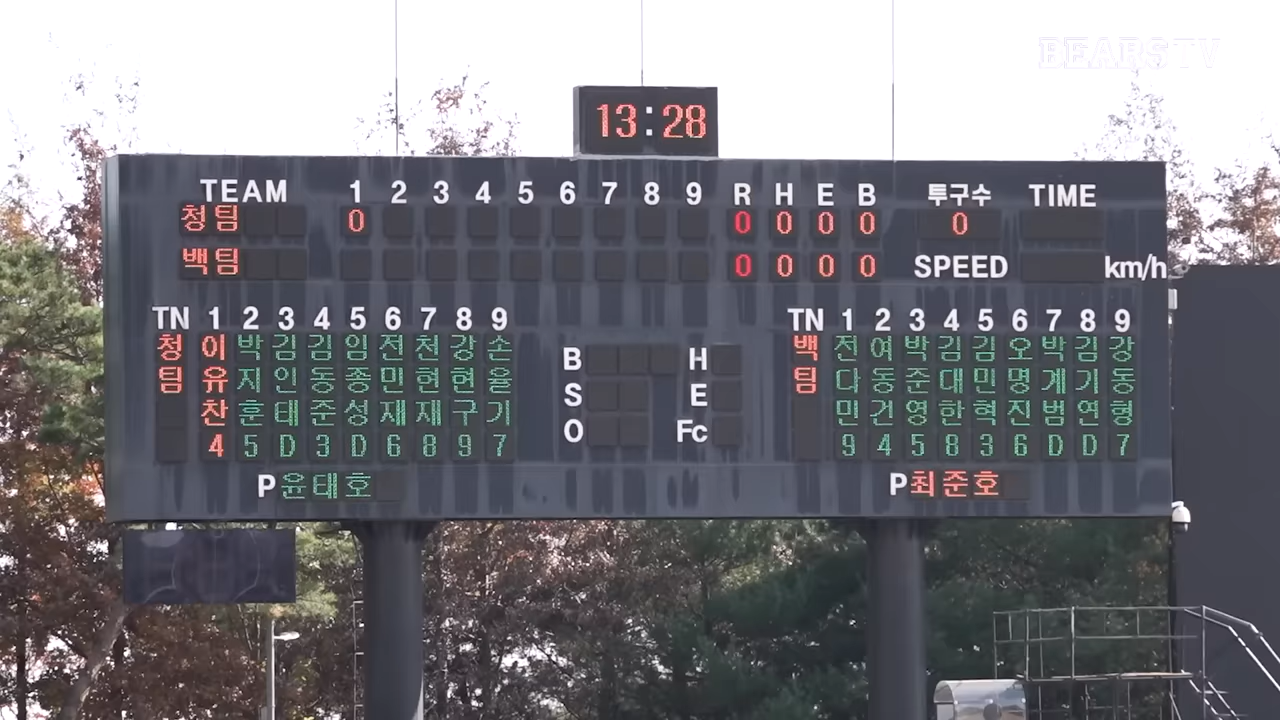 BEARS TV
13:28
TEAM 1 2 3 4 5 6 7 8 9 R H E B 투구수 TIME
청팀 0 0 0 0 0 0
백팀 0 0 0 0 SPEED km/h
TN 1 2 3 4 5 6 7 8 9
청 이 박 김 김 임 전 천 강 손
팀 유 지 인 동 종 민 현 현 율
찬 훈 태 준 성 재 재 구 기
4 5 D 3 D 6 8 9 7
P 윤태호
B H
S E
O Fc
TN 1 2 3 4 5 6 7 8 9
백 전 여 박 김 김 오 박 김 강
팀 다 동 준 대 민 명 계 기 동
민 건 영 한 혁 진 범 연 형
9 4 5 8 3 6 D D 7
P 최준호